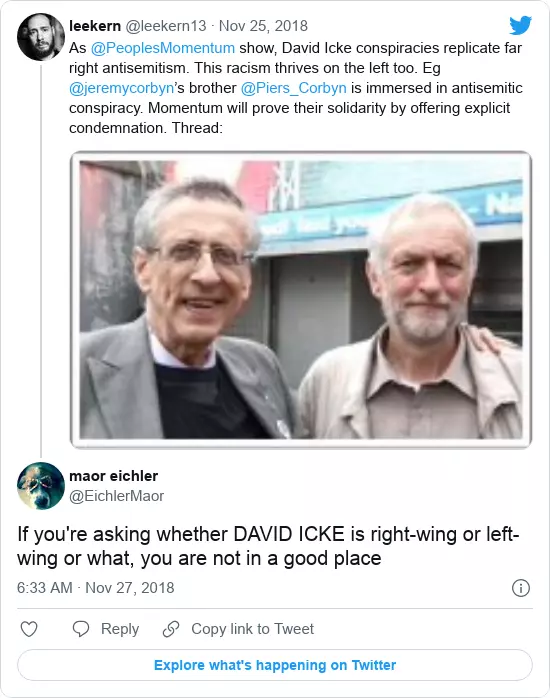 leekern @leekern13 · Nov 25, 2018
As @PeoplesMomentum show, David Icke conspiracies replicate far
right antisemitism. This racism thrives on the left too. Eg
@jeremycorbyn’s brother @Piers_Corbyn is immersed in antisemitic
conspiracy. Momentum will prove their solidarity by offering explicit
condemnation. Thread:
maor eichler
@EichlerMaor
If you're asking whether DAVID ICKE is right-wing or left-
wing or what, you are not in a good place
6:33 AM · Nov 27, 2018
Reply
Copy link to Tweet
Explore what's happening on Twitter